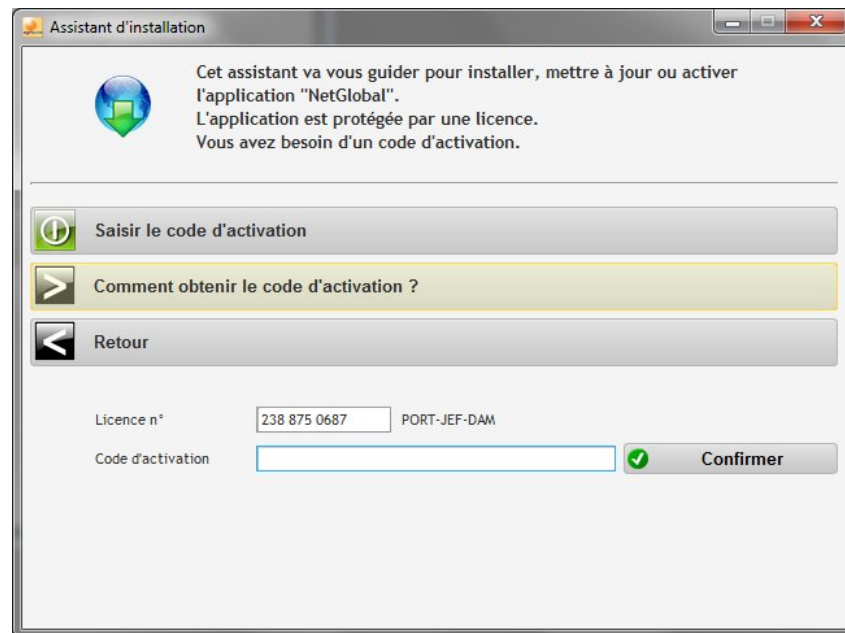 Assistant d'installation
Cet assistant va vous guider pour installer, mettre à jour ou activer
l'application "NetGlobal".
L'application est protégée par une licence.
Vous avez besoin d'un code d'activation.
Saisir le code d'activation
Comment obtenir le code d'activation ?
Retour
Licence n° 238 875 0687 PORT-JEF-DAM
Code d'activation Confirmer